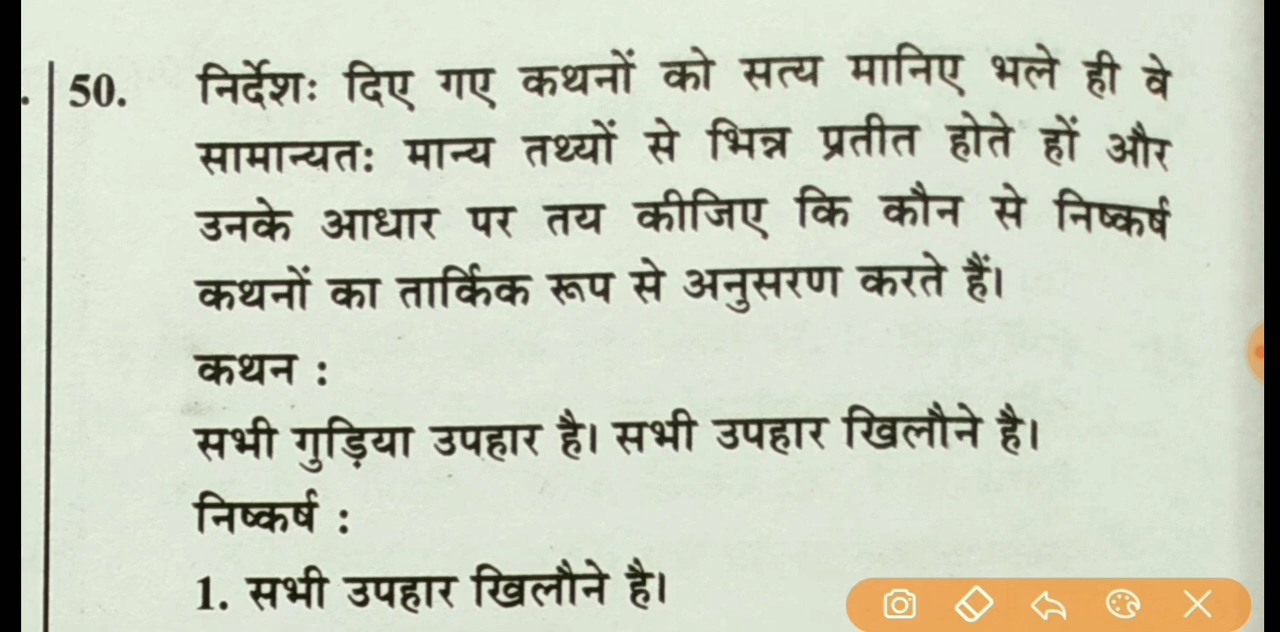 50. निर्देशः दिए गए कथनों को सत्य मानिए भले ही वे
सामान्यतः मान्य तथ्यों से भिन्न प्रतीत होते हों और
उनके आधार पर तय कीजिए कि कौन से निष्कर्ष
कथनों का तार्किक रूप से अनुसरण करते हैं।
कथन :
सभी गुड़िया उपहार है। सभी उपहार खिलौने है।
निष्कर्ष :
1. सभी उपहार खिलौने है।